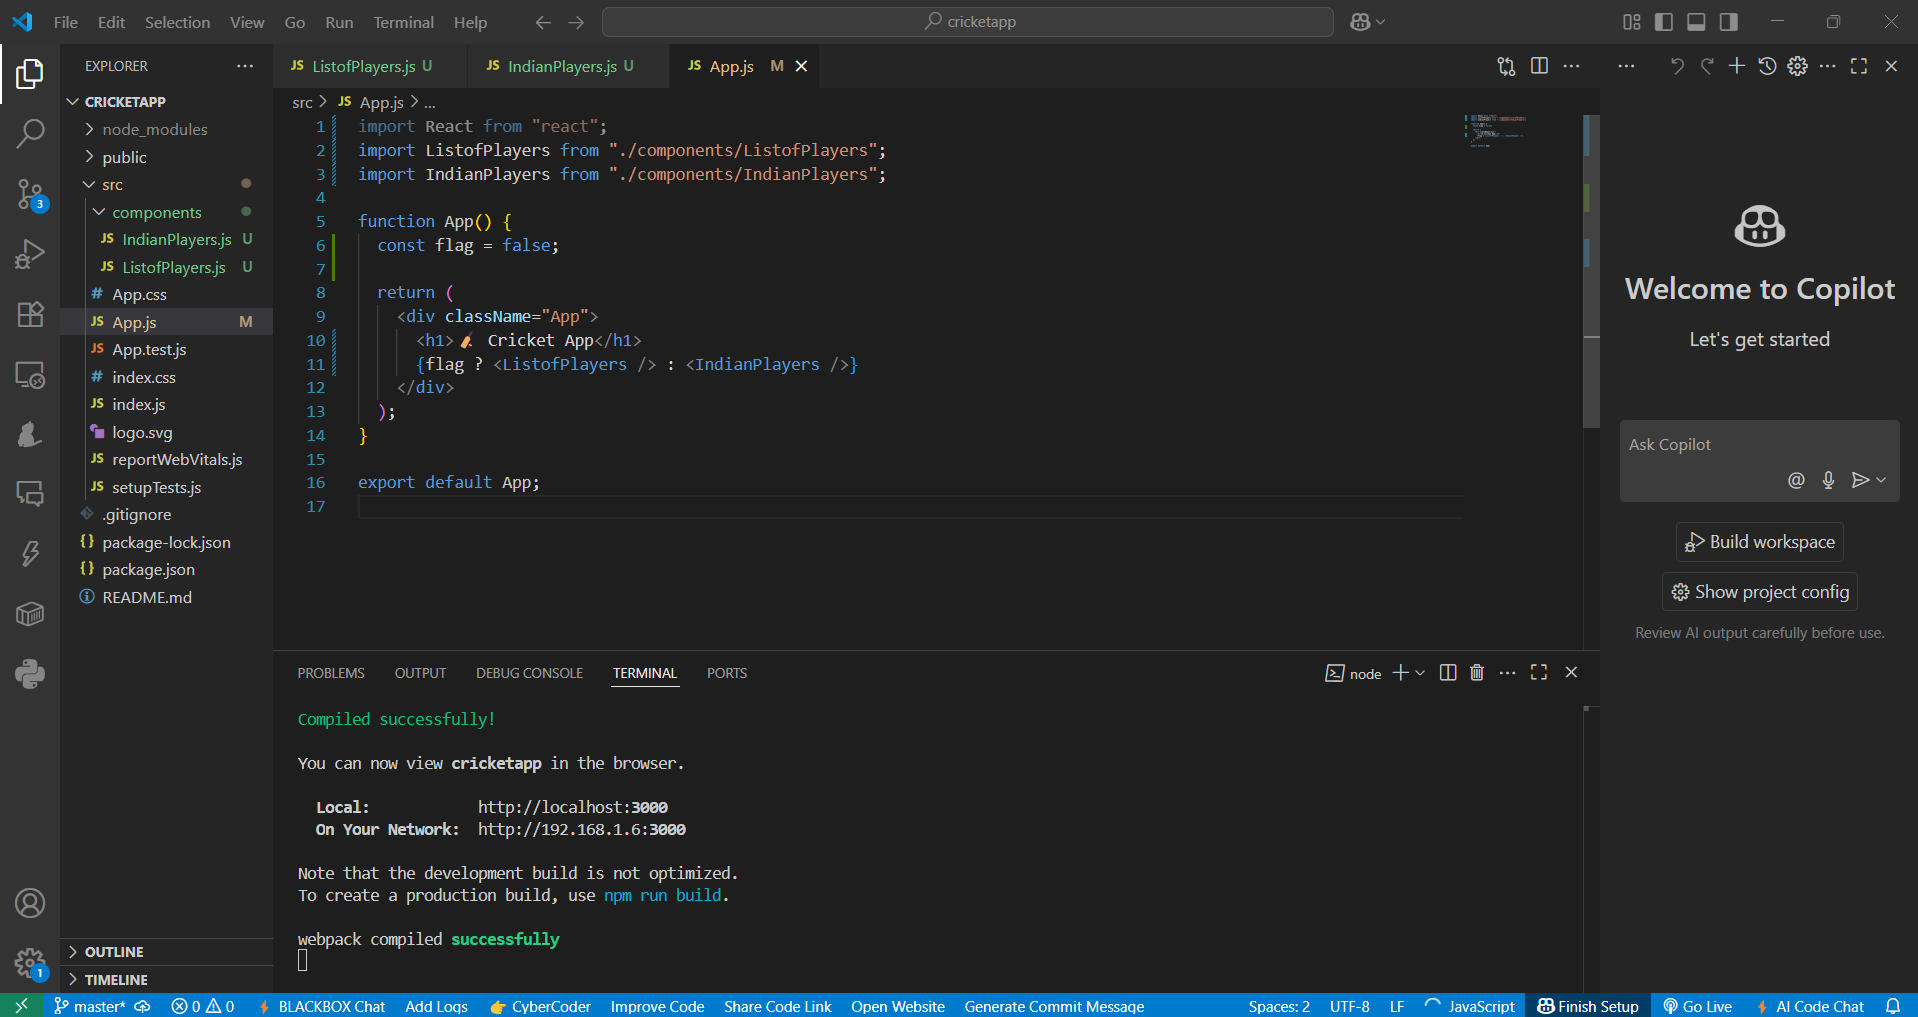 File Edit Selection View Go Run Terminal Help
cricketapp
EXPLORER
CRICKETAPP
node_modules
public
src
components
IndianPlayers.js U
ListofPlayers.js U
App.css
App.js M
App.test.js
index.css
index.js
logo.svg
reportWebVitals.js
setupTests.js
.gitignore
package-lock.json
package.json
README.md
OUTLINE
TIMELINE
3
1
JS ListofPlayers.js U
JS IndianPlayers.js U
JS App.js M
src > JS App.js > ...
1 import React from "react";
2 import ListofPlayers from "./components/ListofPlayers";
3 import IndianPlayers from "./components/IndianPlayers";
4
5 function App() {
6 const flag = false;
7
8 return (
9 <div className="App">
10 <h1>🏏 Cricket App</h1>
11 {flag ? <ListofPlayers /> : <IndianPlayers />}
12 </div>
13 );
14 }
15
16 export default App;
17
PROBLEMS OUTPUT DEBUG CONSOLE TERMINAL PORTS
node
Compiled successfully!
You can now view cricketapp in the browser.
Local: http://localhost:3000
On Your Network: http://192.168.1.6:3000
Note that the development build is not optimized.
To create a production build, use npm run build.
webpack compiled successfully
Welcome to Copilot
Let's get started
Ask Copilot
Build workspace
Show project config
Review AI output carefully before use.
master* 0 0 BLACKBOX Chat Add Logs 👉 CyberCoder Improve Code Share Code Link Open Website Generate Commit Message Spaces: 2 UTF-8 LF JavaScript Finish Setup Go Live AI Code Chat